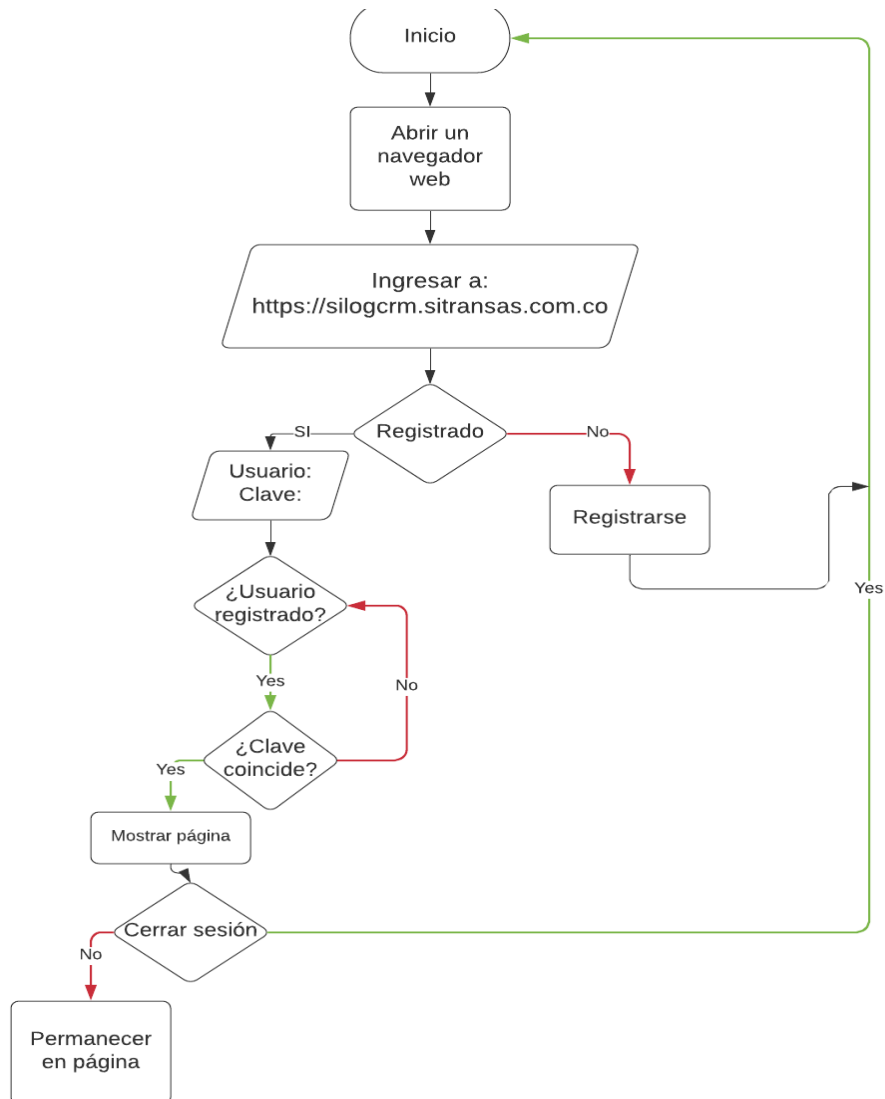 Inicio
Abrir un
navegador
web
Ingresar a:
https://silogcrm.sitransas.com.co
Registrado
SI
No
Usuario:
Clave:
Registrarse
¿Usuario
registrado?
Yes
Yes
No
¿Clave
coincide?
Yes
Mostrar página
Cerrar sesión
No
Permanecer
en página